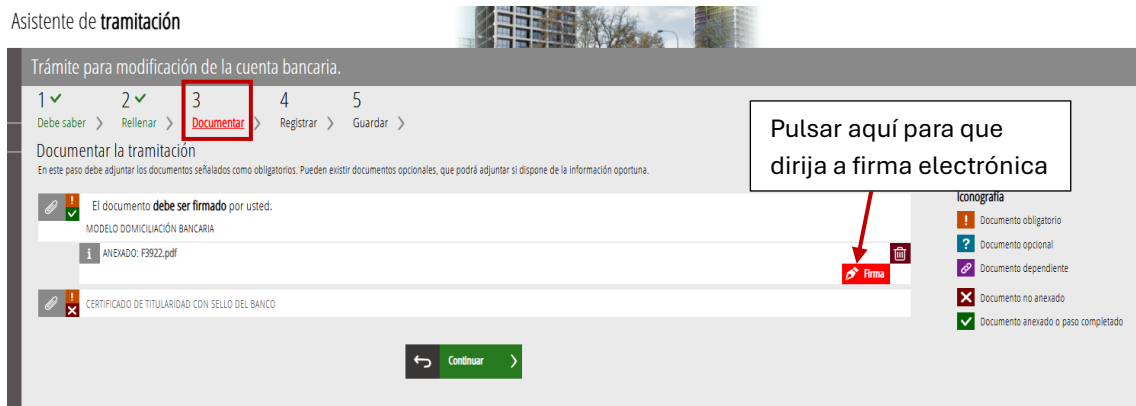 Asistente de tramitación
Trámite para modificación de la cuenta bancaria.
1 2 3 4 5
Debe saber Rellenar Documentar Registrar Guardar
Pulsar aquí para que
dirija a firma electrónica
Documentar la tramitación
En este paso debe adjuntar los documentos señalados como obligatorios. Pueden existir documentos opcionales, que podrá adjuntar si dispone de la información oportuna.
El documento debe ser firmado por usted.
MODELO DOMICILIACIÓN BANCARIA
i ANEXADO: F3922.pdf
Firma
CERTIFICADO DE TITULARIDAD CON SELLO DEL BANCO
Continuar
Iconografía
! Documento obligatorio
? Documento opcional
Documento dependiente
Documento no anexado
Documento anexado o paso completado